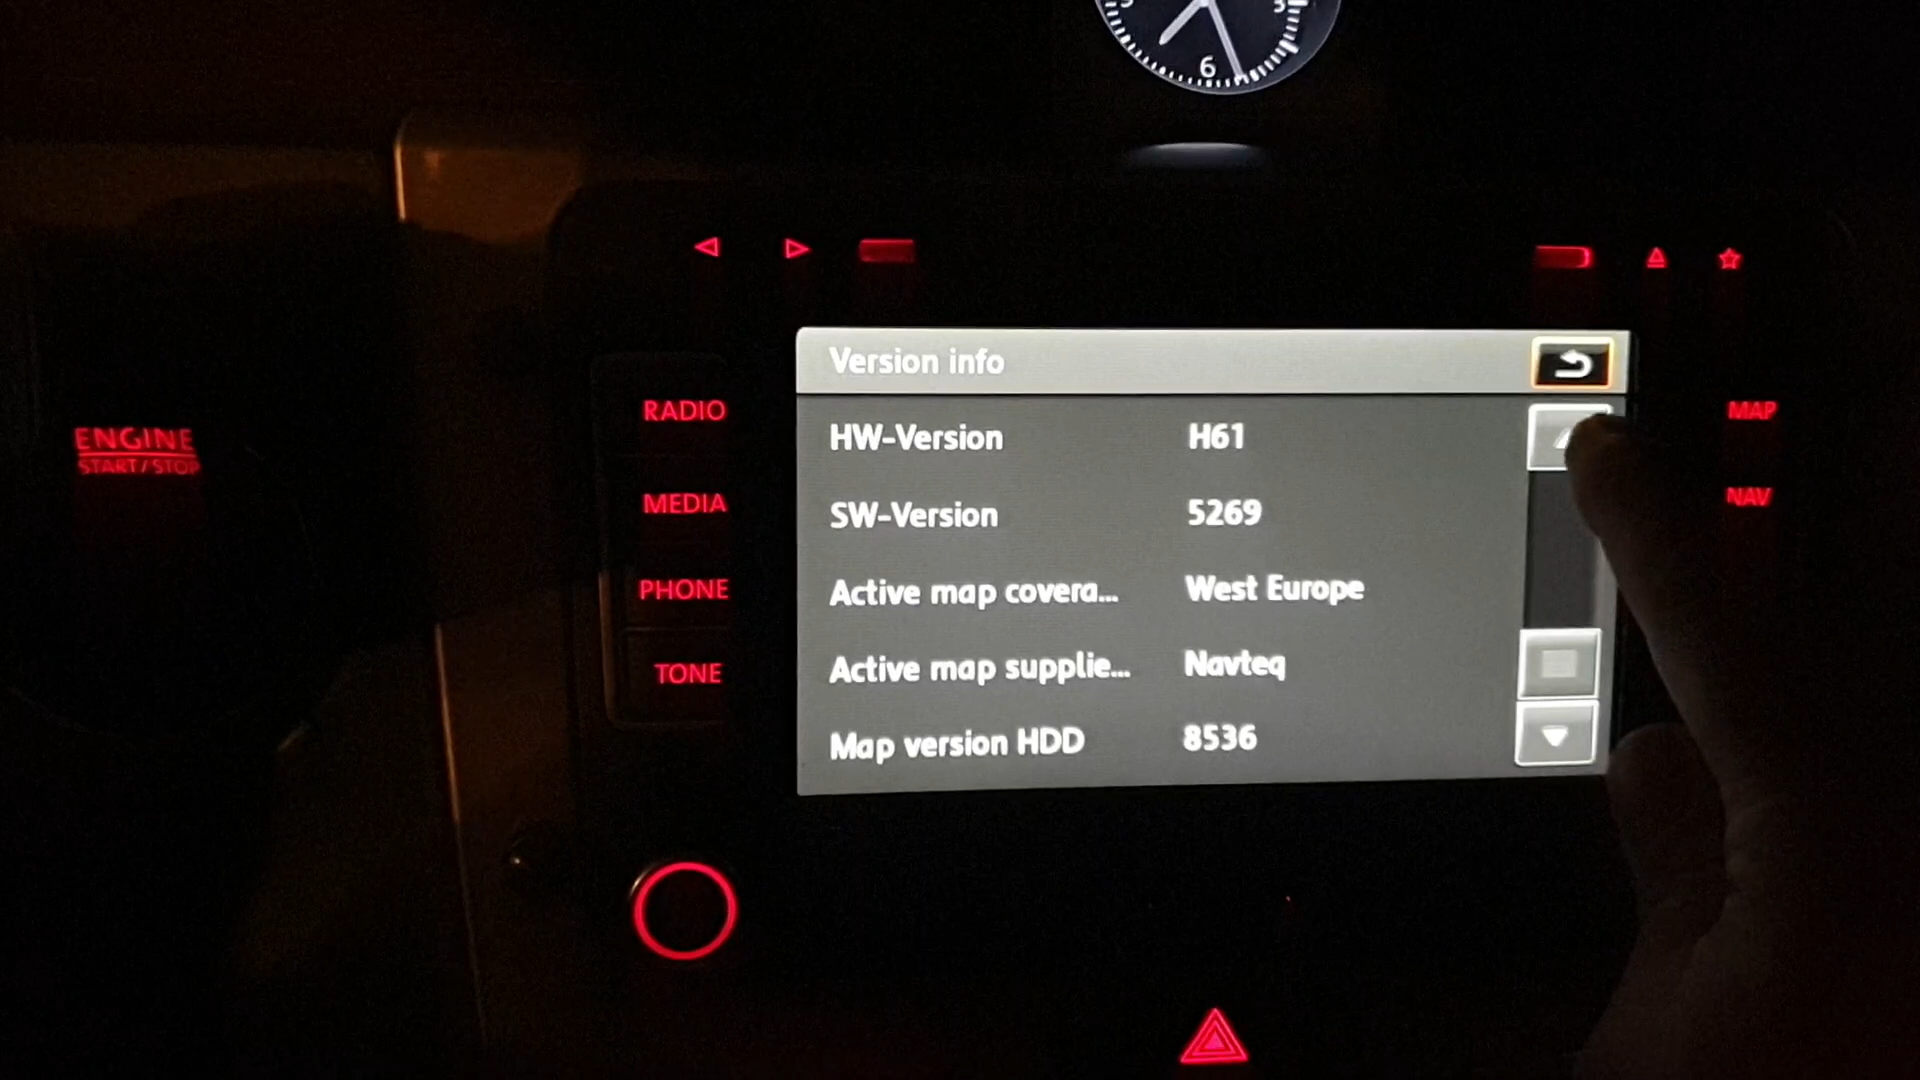 6
Version info
HW-Version H61
SW-Version 5269
Active map covera... West Europe
Active map supplie... Navteq
Map version HDD 8536
RADIO
MEDIA
PHONE
TONE
MAP
NAV
ENGINE
START/STOP